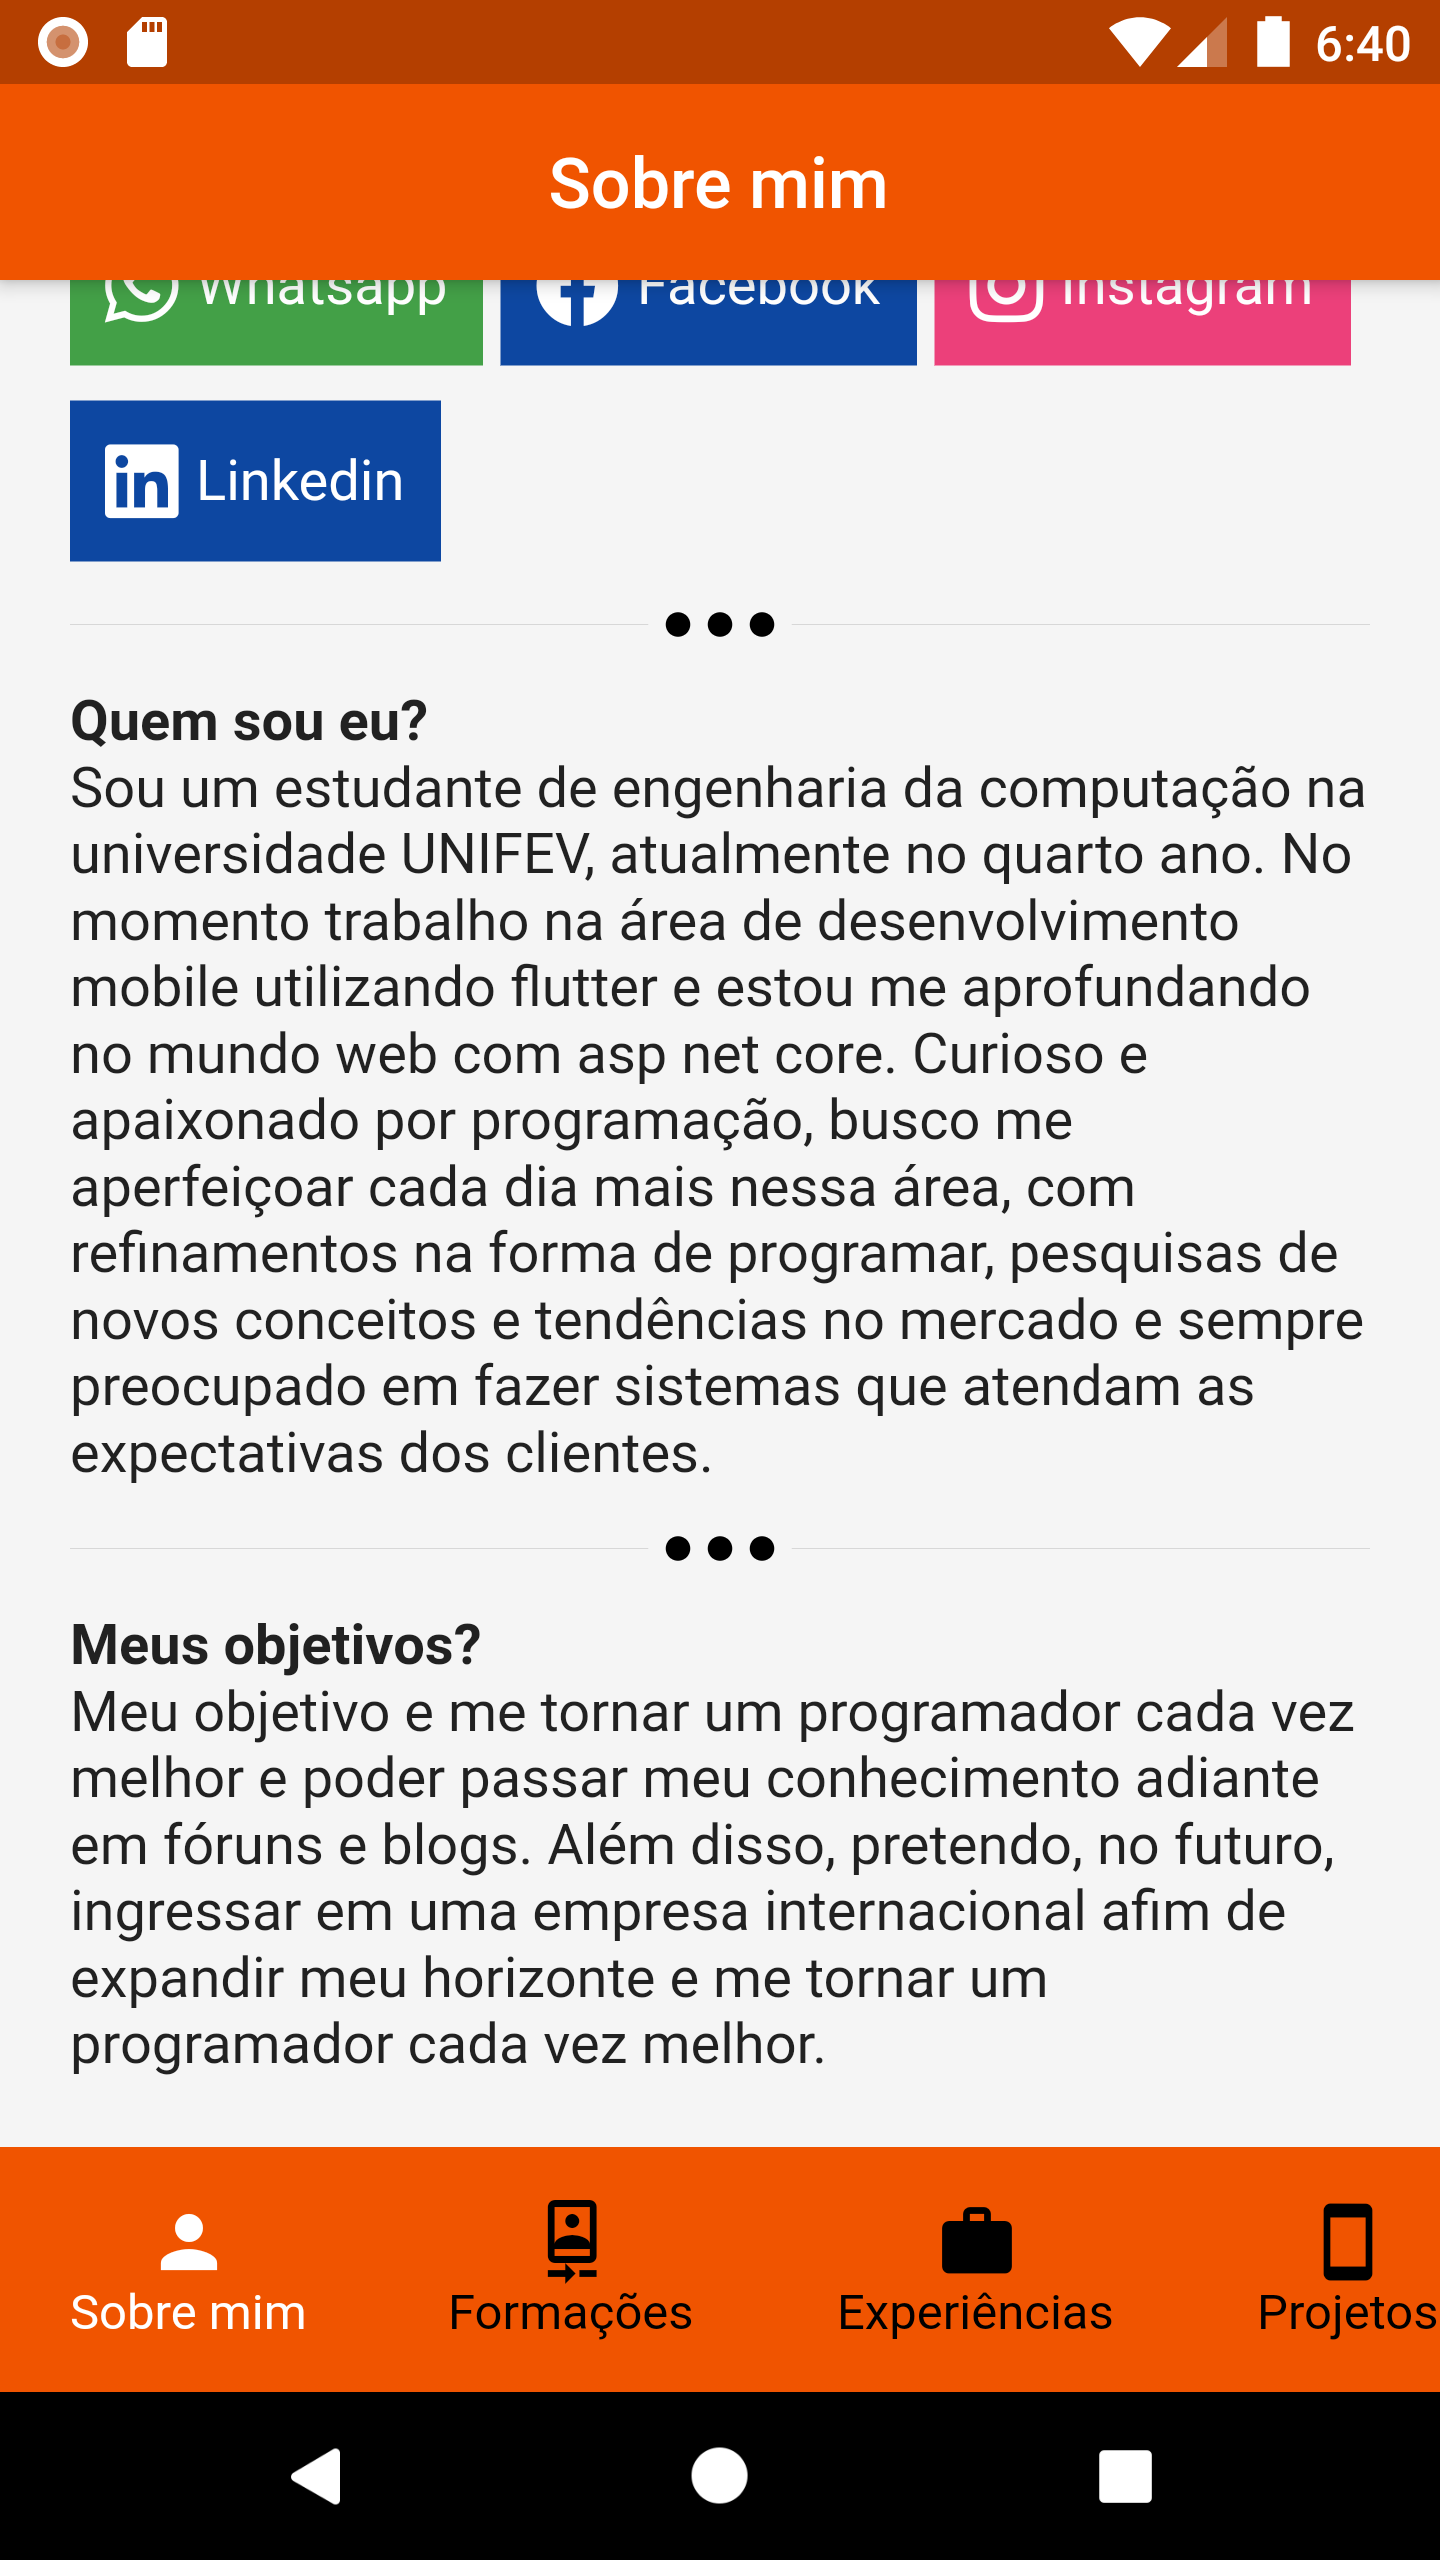 6:40
Sobre mim
Whatsapp Facebook Instagram
Linkedin
Quem sou eu?
Sou um estudante de engenharia da computação na
universidade UNIFEV, atualmente no quarto ano. No
momento trabalho na área de desenvolvimento
mobile utilizando flutter e estou me aprofundando
no mundo web com asp net core. Curioso e
apaixonado por programação, busco me
aperfeiçoar cada dia mais nessa área, com
refinamentos na forma de programar, pesquisas de
novos conceitos e tendências no mercado e sempre
preocupado em fazer sistemas que atendam as
expectativas dos clientes.
Meus objetivos?
Meu objetivo e me tornar um programador cada vez
melhor e poder passar meu conhecimento adiante
em fóruns e blogs. Além disso, pretendo, no futuro,
ingressar em uma empresa internacional afim de
expandir meu horizonte e me tornar um
programador cada vez melhor.
Sobre mim Formações Experiências Projetos